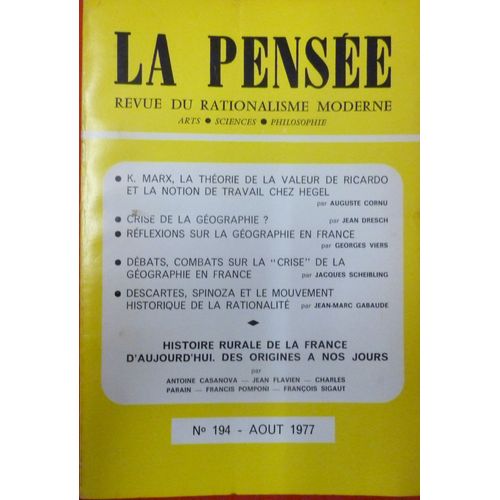 LA PENSÉE
REVUE DU RATIONALISME MODERNE
ARTS ● SCIENCES ● PHILOSOPHIE
● K. MARX, LA THÉORIE DE LA VALEUR DE RICARDO
ET LA NOTION DE TRAVAIL CHEZ HEGEL
par AUGUSTE CORNU
● CRISE DE LA GÉOGRAPHIE ? par JEAN DRESCH
● RÉFLEXIONS SUR LA GÉOGRAPHIE EN FRANCE
par GEORGES VIERS
● DÉBATS, COMBATS SUR LA "CRISE" DE LA
GÉOGRAPHIE EN FRANCE par JACQUES SCHEIBLING
● DESCARTES, SPINOZA ET LE MOUVEMENT
HISTORIQUE DE LA RATIONALITÉ par JEAN-MARC GABAUDE
HISTOIRE RURALE DE LA FRANCE
D'AUJOURD'HUI. DES ORIGINES A NOS JOURS
par
ANTOINE CASANOVA — JEAN FLAVIEN — CHARLES
PARAIN — FRANCIS POMPONI — FRANÇOIS SIGAUT
Nº 194 - AOUT 1977